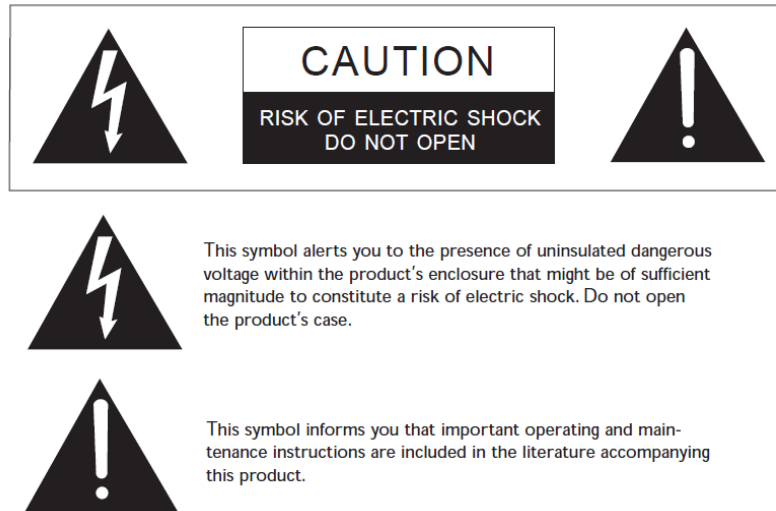 CAUTION
RISK OF ELECTRIC SHOCK
DO NOT OPEN
This symbol alerts you to the presence of uninsulated dangerous
voltage within the product's enclosure that might be of sufficient
magnitude to constitute a risk of electric shock. Do not open
the product's case.
This symbol informs you that important operating and main-
tenance instructions are included in the literature accompanying
this product.